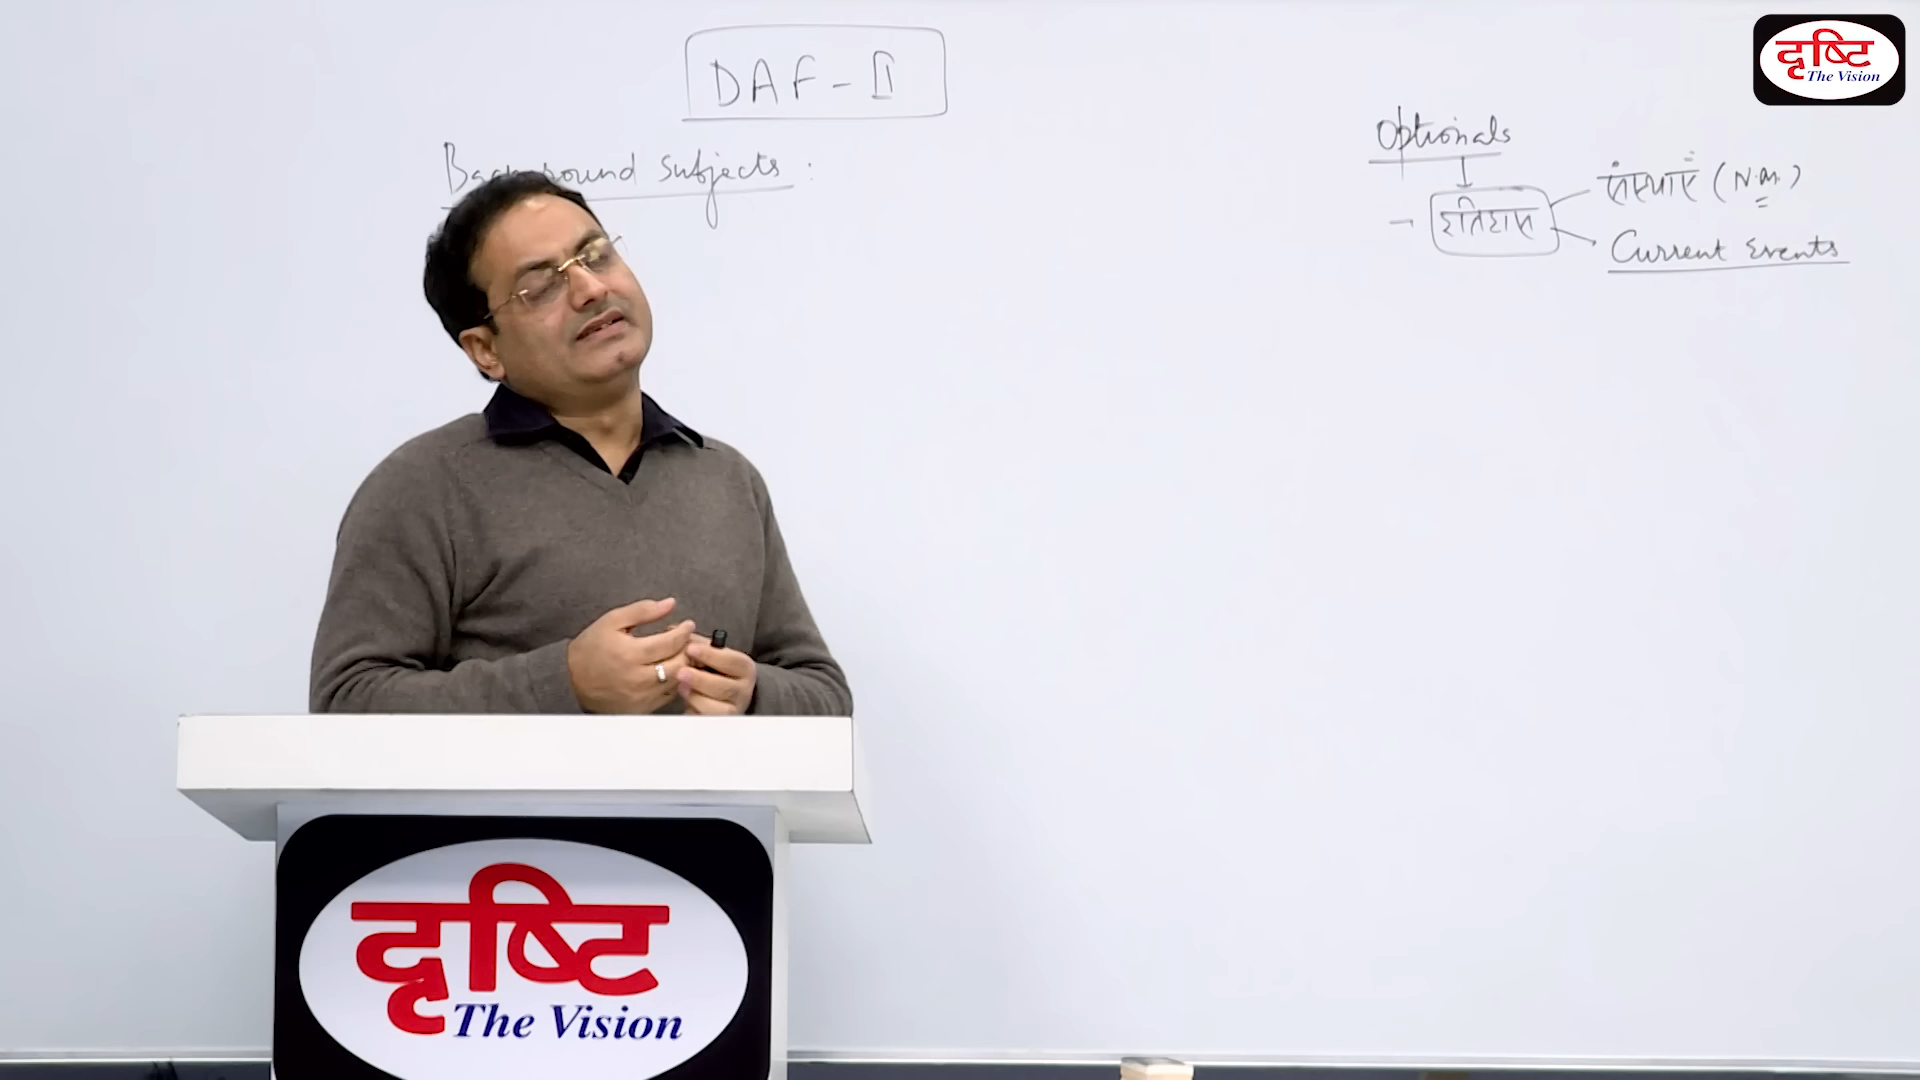 DAF-II
Background Subjects :
Optionals
संस्थाएं (N.M.)
- इतिहास
Current Events
दृष्टि
The Vision
दृष्टि
The Vision